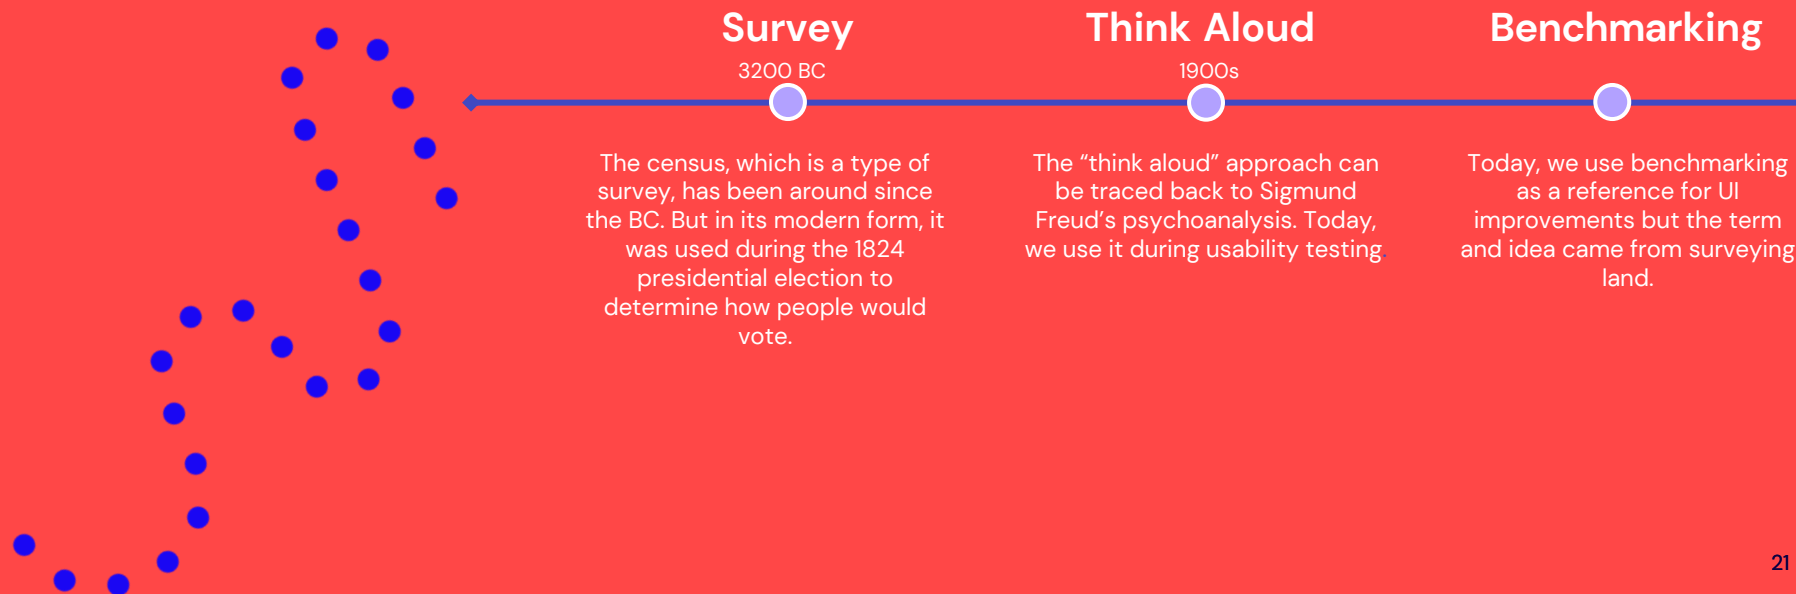 Survey
3200 BC
The census, which is a type of
survey, has been around since
the BC. But in its modern form, it
was used during the 1824
presidential election to
determine how people would
vote.
Think Aloud
1900s
The “think aloud” approach can
be traced back to Sigmund
Freud’s psychoanalysis. Today,
we use it during usability testing.
Benchmarking
Today, we use benchmarking
as a reference for UI
improvements but the term
and idea came from surveying
land.
21